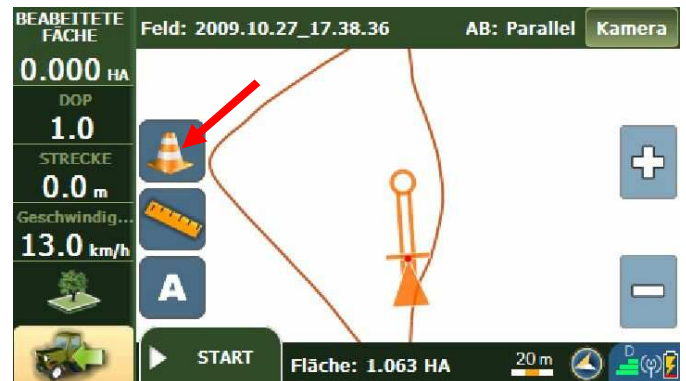 BEABEITETE
FÄCHE
Feld: 2009.10.27_17.38.36
AB: Parallel
Kamera
0.000 HA
DOP
1.0
STRECKE
0.0 m
Geschwindig...
13.0 km/h
A
START
Fläche: 1.063 HA
20 m
D